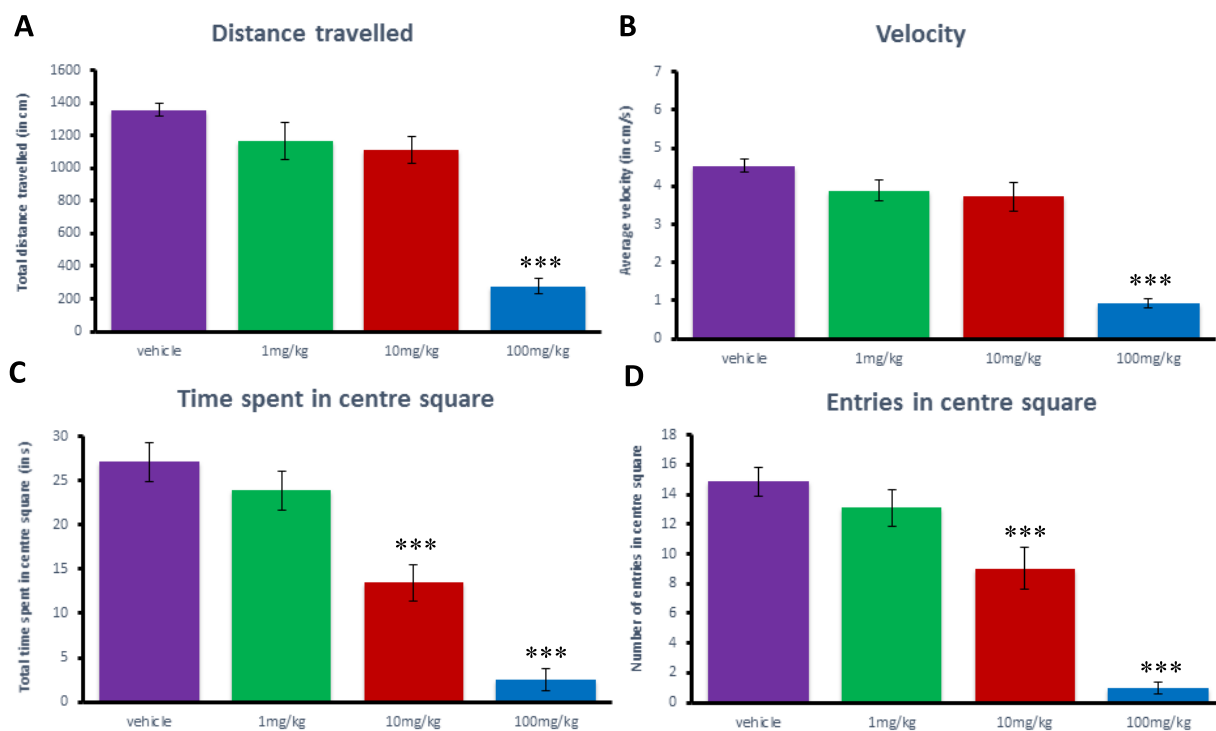 A
Distance travelled
Total distance travelled (in cm)
1600
1400
1200
1000
800
600
400
200
0
***
vehicle 1mg/kg 10mg/kg 100mg/kg
B
Velocity
Average velocity (in cm/s)
7
6
5
4
3
2
1
0
***
vehicle 1mg/kg 10mg/kg 100mg/kg
C
Time spent in centre square
Total time spent in centre square (in s)
30
25
20
15
10
5
0
***
***
vehicle 1mg/kg 10mg/kg 100mg/kg
D
Entries in centre square
Number of entries in centre square
18
16
14
12
10
8
6
4
2
0
***
***
vehicle 1mg/kg 10mg/kg 100mg/kg